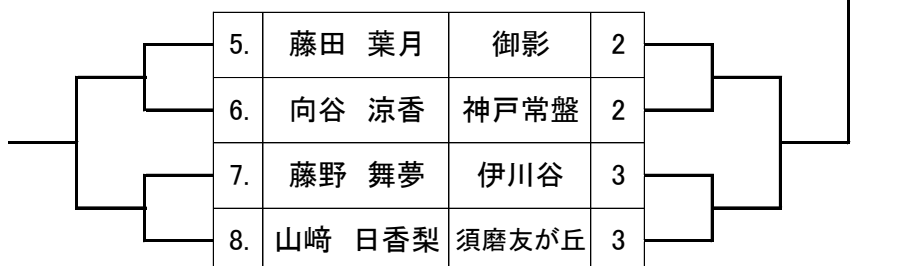 5. 藤田 葉月 御影 2
6. 向谷 涼香 神戸常盤 2
7. 藤野 舞夢 伊川谷 3
8. 山﨑 日香梨 須磨友が丘 3